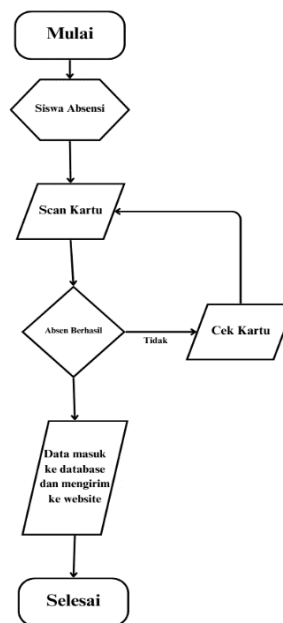 Mulai
Siswa Absensi
Scan Kartu
Absen Berhasil
Tidak
Cek Kartu
Data masuk
ke database
dan mengirim
ke website
Selesai